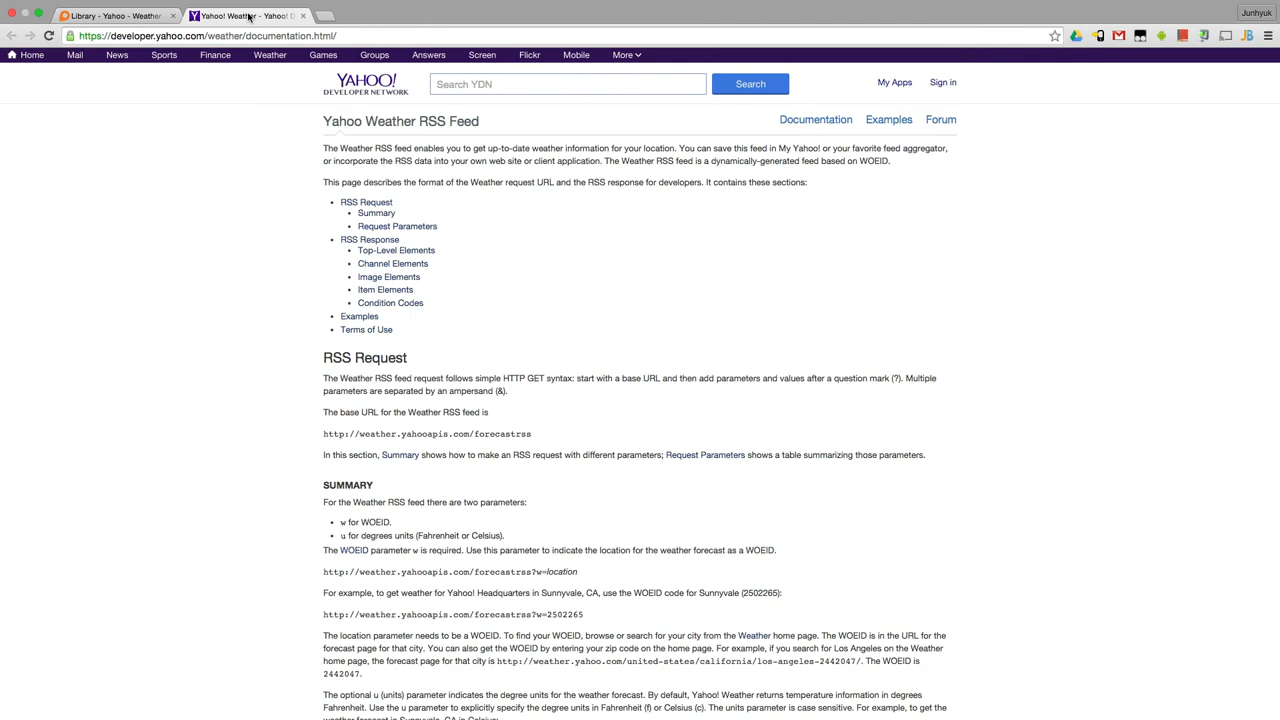 Library - Yahoo - Weather
Yahoo! Weather - Yahoo! D
Junhyuk
https://developer.yahoo.com/weather/documentation.html/
Home Mail News Sports Finance Weather Games Groups Answers Screen Flickr Mobile More
YAHOO!
DEVELOPER NETWORK
Search YDN
Search
My Apps Sign in
Yahoo Weather RSS Feed
Documentation Examples Forum
The Weather RSS feed enables you to get up-to-date weather information for your location. You can save this feed in My Yahoo! or your favorite feed aggregator,
or incorporate the RSS data into your own web site or client application. The Weather RSS feed is a dynamically-generated feed based on WOEID.
This page describes the format of the Weather request URL and the RSS response for developers. It contains these sections:
• RSS Request
• Summary
• Request Parameters
• RSS Response
• Top-Level Elements
• Channel Elements
• Image Elements
• Item Elements
• Condition Codes
• Examples
• Terms of Use
RSS Request
The Weather RSS feed request follows simple HTTP GET syntax: start with a base URL and then add parameters and values after a question mark (?). Multiple
parameters are separated by an ampersand (&).
The base URL for the Weather RSS feed is
http://weather.yahooapis.com/forecastrss
In this section, Summary shows how to make an RSS request with different parameters; Request Parameters shows a table summarizing those parameters.
SUMMARY
For the Weather RSS feed there are two parameters:
• w for WOEID.
• u for degrees units (Fahrenheit or Celsius).
The WOEID parameter w is required. Use this parameter to indicate the location for the weather forecast as a WOEID.
http://weather.yahooapis.com/forecastrss?w=location
For example, to get weather for Yahoo! Headquarters in Sunnyvale, CA, use the WOEID code for Sunnyvale (2502265):
http://weather.yahooapis.com/forecastrss?w=2502265
The location parameter needs to be a WOEID. To find your WOEID, browse or search for your city from the Weather home page. The WOEID is in the URL for the
forecast page for that city. You can also get the WOEID by entering your zip code on the home page. For example, if you search for Los Angeles on the Weather
home page, the forecast page for that city is http://weather.yahoo.com/united-states/california/los-angeles-2442047/. The WOEID is
2442047.
The optional u (units) parameter indicates the degree units for the weather forecast. By default, Yahoo! Weather returns temperature information in degrees
Fahrenheit. Use the u parameter to explicitly specify the degree units in Fahrenheit (f) or Celsius (c). The units parameter is case sensitive. For example, to get the
weather forecast in Sunnyvale, CA in Celsius: